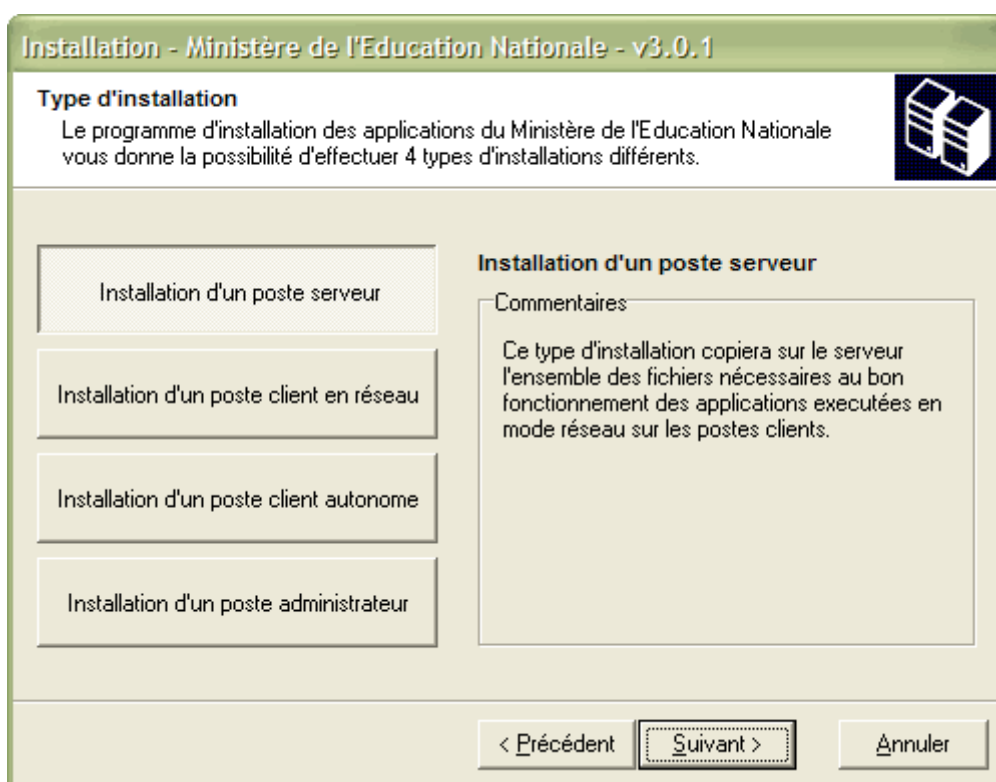 Installation - Ministère de l'Education Nationale - v3.0.1
Type d'installation
Le programme d'installation des applications du Ministère de l'Education Nationale
vous donne la possibilité d'effectuer 4 types d'installations différents.
Installation d'un poste serveur
Installation d'un poste client en réseau
Installation d'un poste client autonome
Installation d'un poste administrateur
Installation d'un poste serveur
Commentaires
Ce type d'installation copiera sur le serveur
l'ensemble des fichiers nécessaires au bon
fonctionnement des applications executées en
mode réseau sur les postes clients.
< Précédent
Suivant >
Annuler